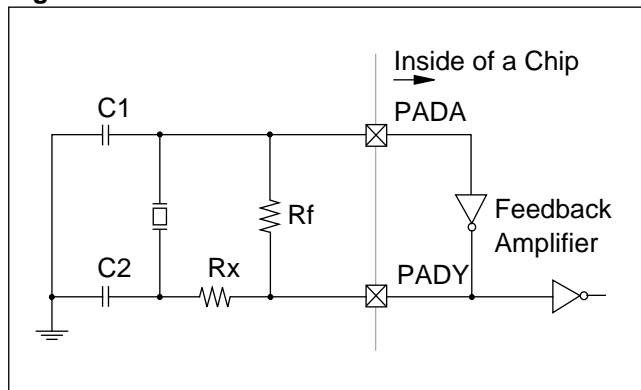 Inside of a Chip
C1
PADA
Rf
Feedback
Amplifier
C2
Rx
PADY